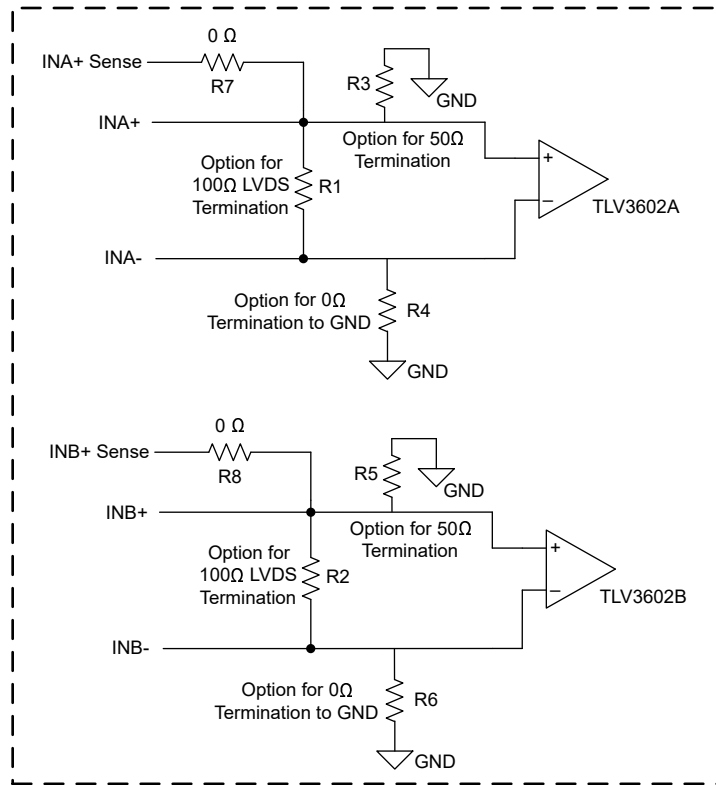 0 Ω
INA+ Sense
R7
R3
GND
INA+
Option for 50Ω
Termination
Option for
100Ω LVDS
Termination
R1
+
−
TLV3602A
INA-
Option for 0Ω
Termination to GND
R4
GND
0 Ω
INB+ Sense
R8
R5
GND
INB+
Option for 50Ω
Termination
Option for
100Ω LVDS
Termination
R2
+
−
TLV3602B
INB-
Option for 0Ω
Termination to GND
R6
GND